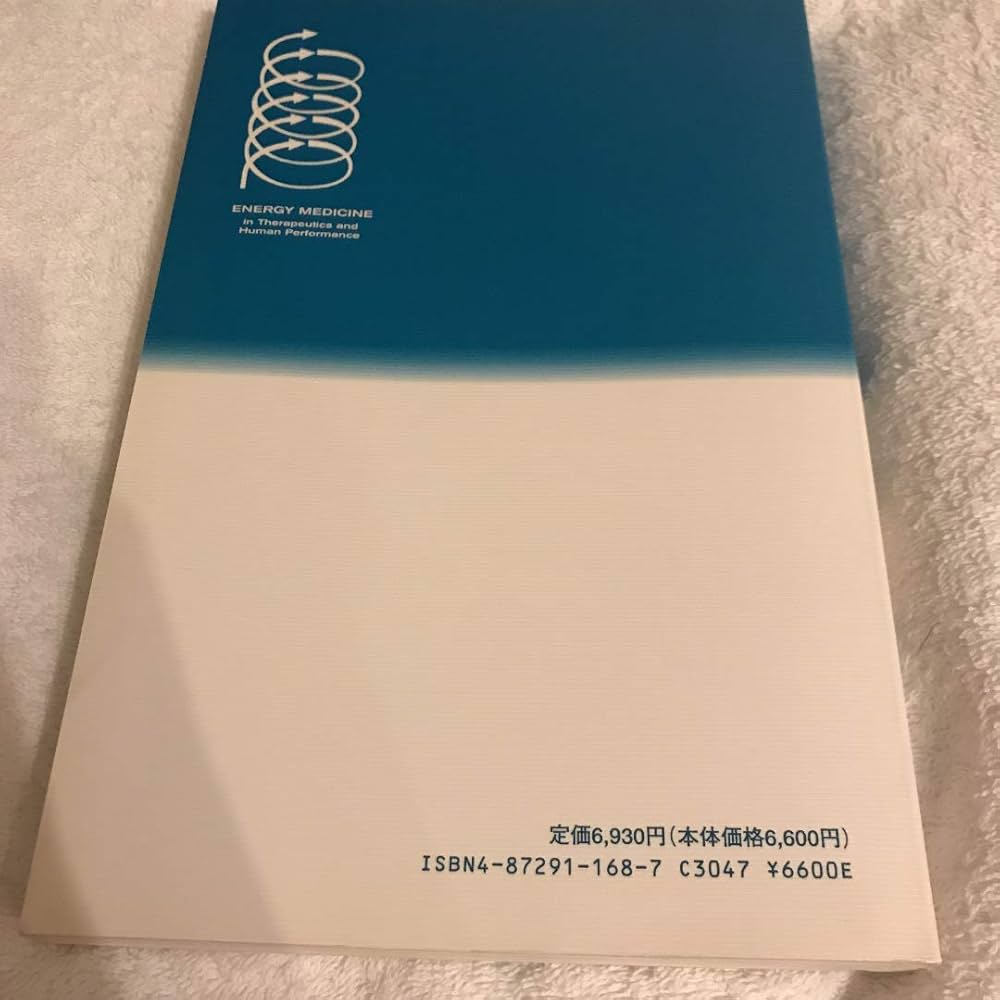 ENERGY MEDICINE
in Therapeutics and
Human Performance
定価6,930円(本体価格6,600円)
ISBN4-87291-168-7 C3047 ¥6600E